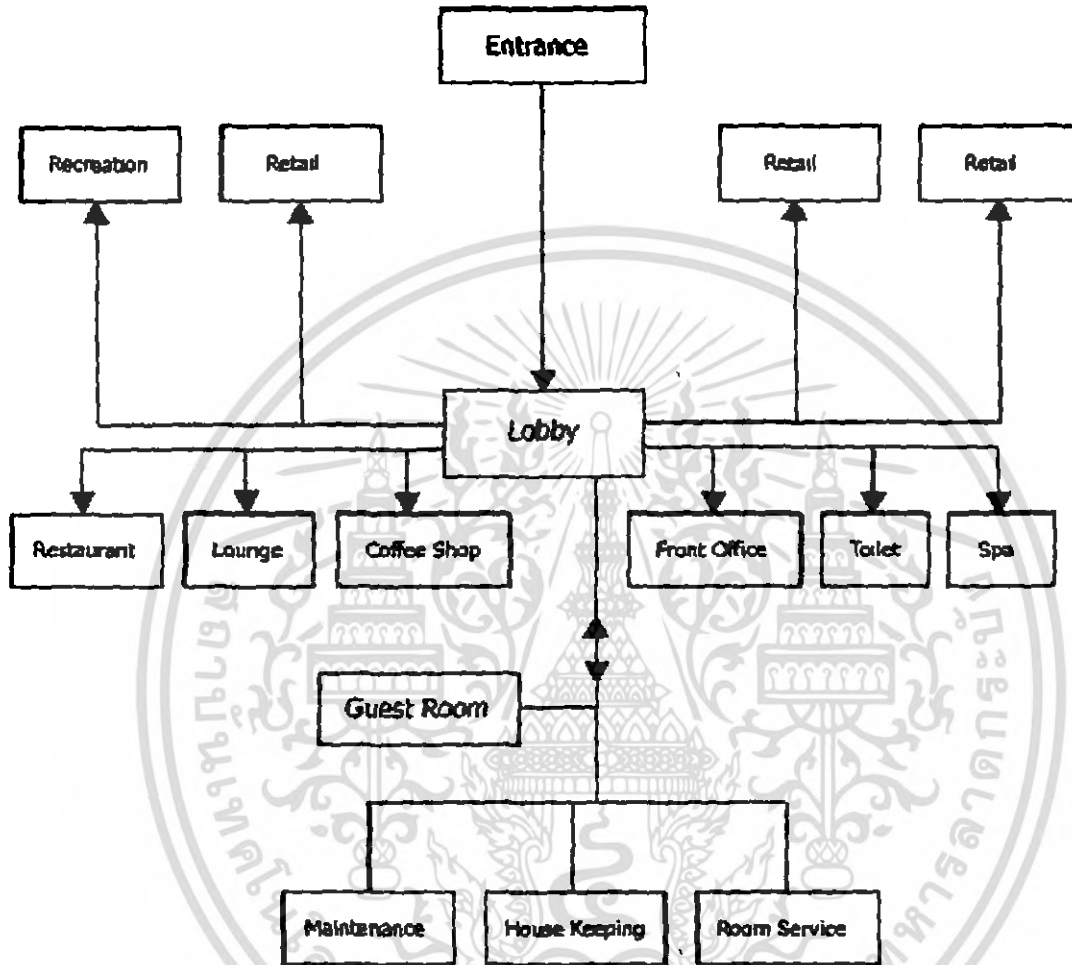 Entrance
Recreation
Retail
Retail
Retail
Lobby
Restaurant
Lounge
Coffee Shop
Front Office
Toilet
Spa
Guest Room
Maintenance
House Keeping
Room Service